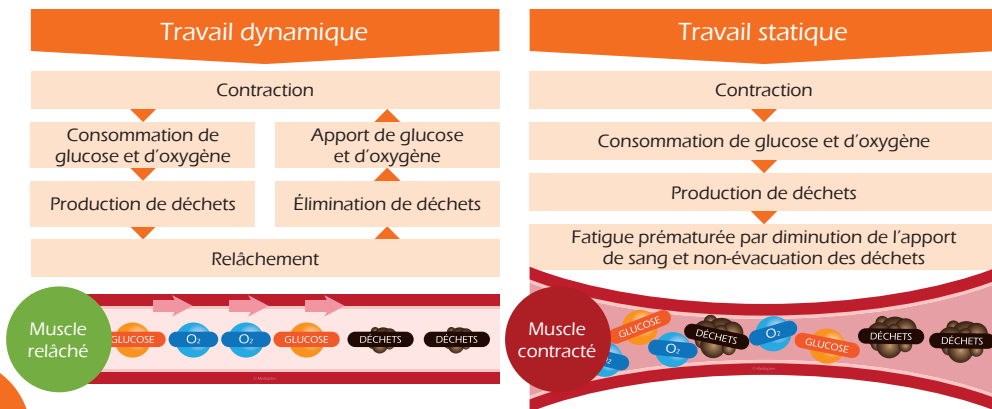 Travail dynamique
Contraction
Consommation de
glucose et d'oxygène
Apport de glucose
et d'oxygène
Production de déchets
Élimination de déchets
Relâchement
Muscle
relâché
GLUCOSE
O₂
O₂
GLUCOSE
DÉCHETS
DÉCHETS
Travail statique
Contraction
Consommation de glucose et d'oxygène
Production de déchets
Fatigue prématurée par diminution de l'apport
de sang et non-évacuation des déchets
Muscle
contracté
GLUCOSE
O₂
DÉCHETS
O₂
GLUCOSE
DÉCHETS
DÉCHETS